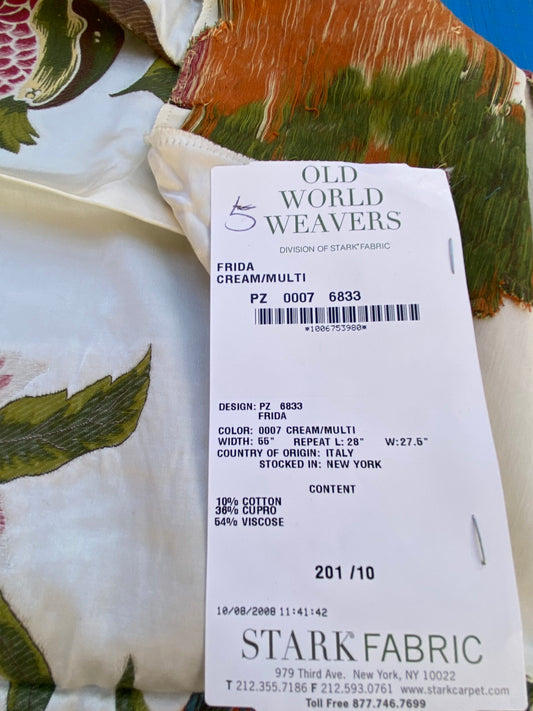 5
OLD
WORLD
WEAVERS®
DIVISION OF STARK® FABRIC
FRIDA
CREAM/MULTI
PZ 0007 6833
*1006753980*
DESIGN: PZ 6833
FRIDA
COLOR: 0007 CREAM/MULTI
WIDTH: 55" REPEAT L: 28" W:27.5"
COUNTRY OF ORIGIN: ITALY
STOCKED IN: NEW YORK
CONTENT
10% COTTON
36% CUPRO
54% VISCOSE
201 /10
10/08/2008 11:41:42
STARK® FABRIC
979 Third Ave. New York, NY 10022
T 212.355.7186 F 212.593.0761 www.starkcarpet.com
Toll Free 877.746.7699